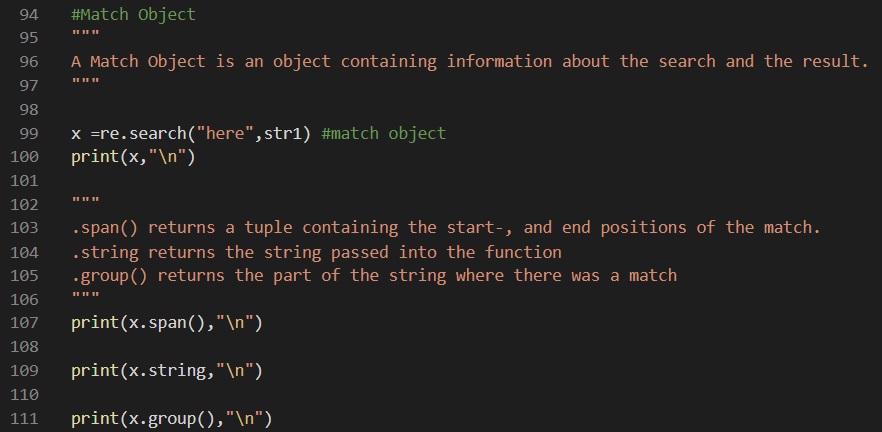 94 #Match Object
95 """
96 A Match Object is an object containing information about the search and the result.
97 """
98
99 x =re.search("here",str1) #match object
100 print(x,"\n")
101
102 """
103 .span() returns a tuple containing the start-, and end positions of the match.
104 .string returns the string passed into the function
105 .group() returns the part of the string where there was a match
106 """
107 print(x.span(),"\n")
108
109 print(x.string,"\n")
110
111 print(x.group(),"\n")